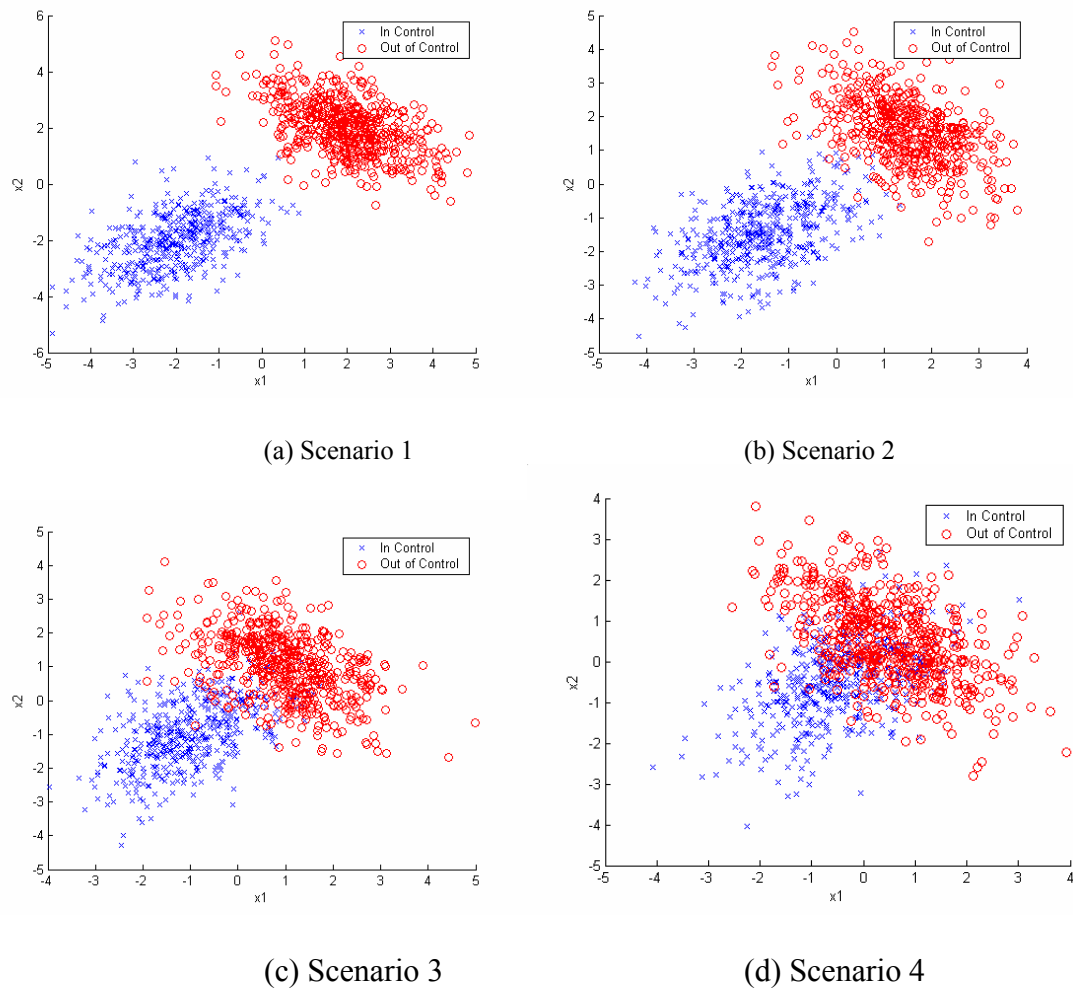 6
4
2
0
-2
-4
-6
x2
-5 -4 -3 -2 -1 0 1 2 3 4 5
x1
In Control
Out of Control
(a) Scenario 1
5
4
3
2
1
0
-1
-2
-3
-4
-5
x2
-5 -4 -3 -2 -1 0 1 2 3 4
x1
In Control
Out of Control
(b) Scenario 2
5
4
3
2
1
0
-1
-2
-3
-4
-5
x2
-4 -3 -2 -1 0 1 2 3 4 5
x1
In Control
Out of Control
(c) Scenario 3
4
3
2
1
0
-1
-2
-3
-4
-5
x2
-5 -4 -3 -2 -1 0 1 2 3 4
x1
In Control
Out of Control
(d) Scenario 4